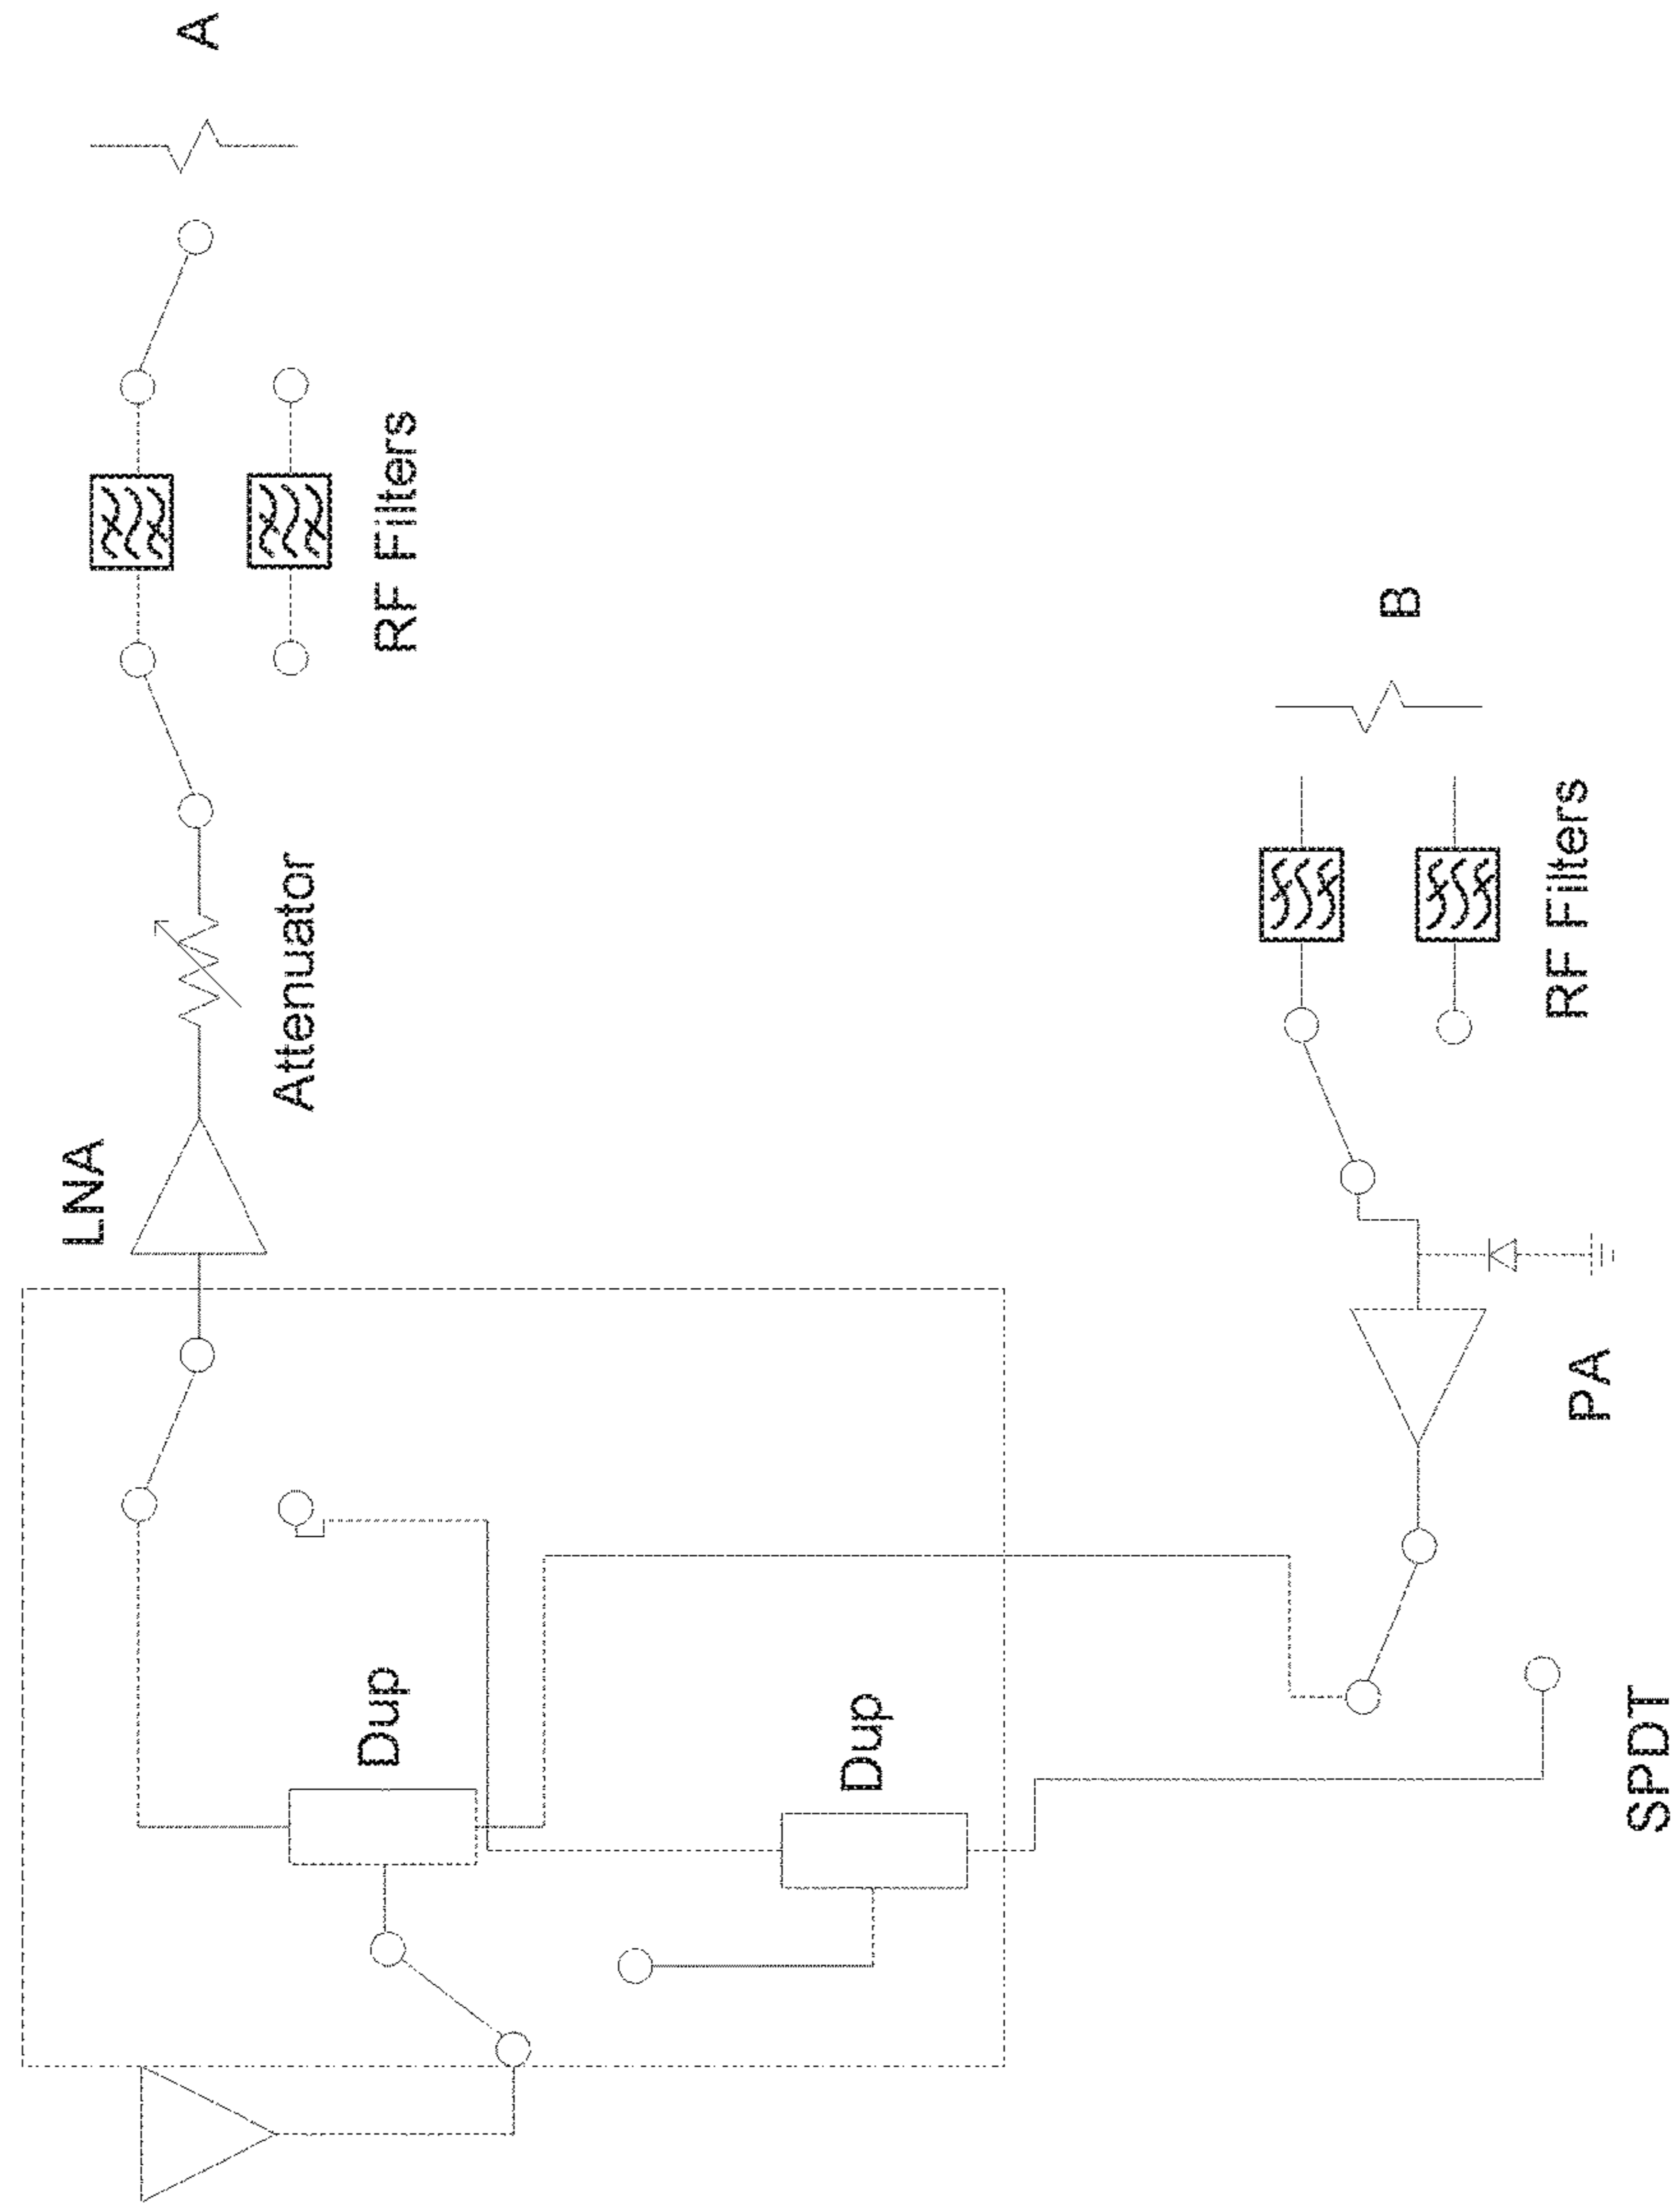 LNA
Attenuator
RF Filters
A
Dup
Dup
RF Filters
B
PA
SPDT